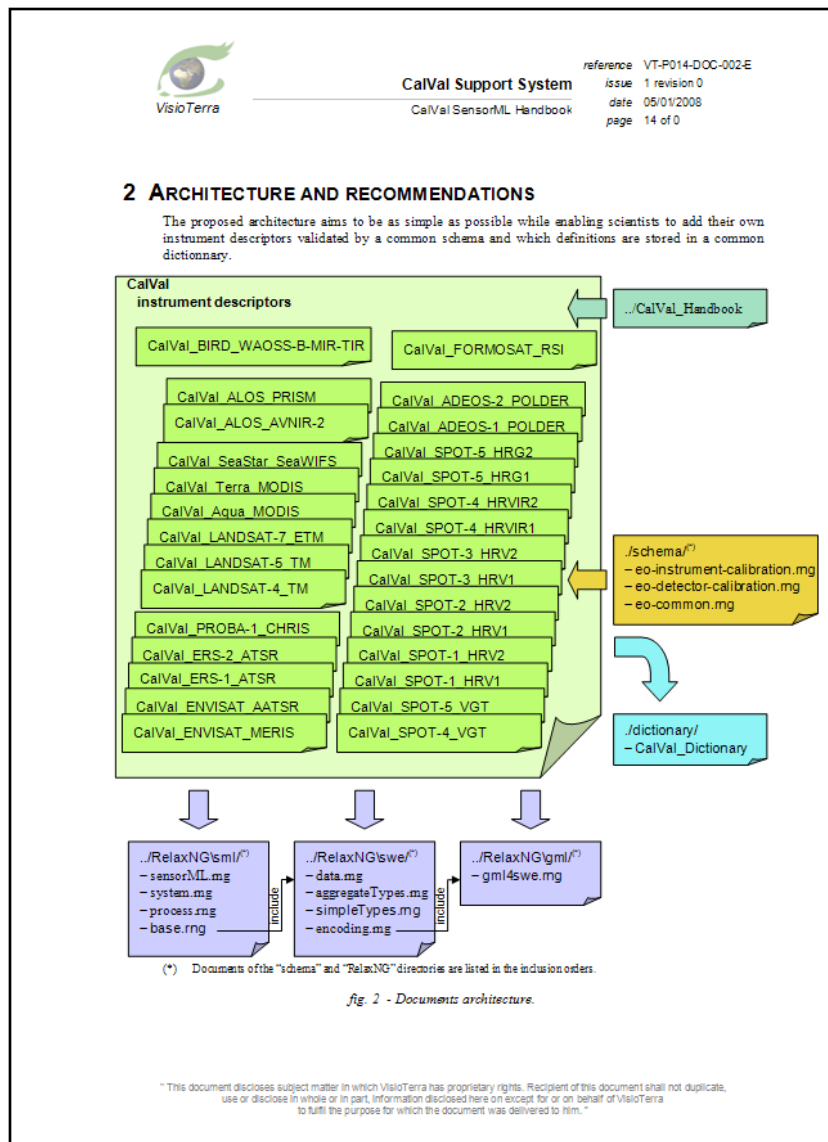 VisioTerra
CalVal Support System
CalVal SensorML Handbook
reference VT-P014-DOC-002-E
issue 1 revision 0
date 05/01/2008
page 14 of 0
2 ARCHITECTURE AND RECOMMENDATIONS
The proposed architecture aims to be as simple as possible while enabling scientists to add their own
instrument descriptors validated by a common schema and which definitions are stored in a common
dictionnary.
CalVal
instrument descriptors
CalVal_BIRD_WAOSS-B-MIR-TIR
CalVal_ALOS_PRISM
CalVal_ALOS_AVNIR-2
CalVal_SeaStar_SeaWIFS
CalVal_Terra_MODIS
CalVal_Aqua_MODIS
CalVal_LANDSAT-7_ETM
CalVal_LANDSAT-5_TM
CalVal_LANDSAT-4_TM
CalVal_PROBA-1_CHRIS
CalVal_ERS-2_ATSR
CalVal_ERS-1_ATSR
CalVal_ENVISAT_AATSR
CalVal_ENVISAT_MERIS
CalVal_FORMOSAT_RSI
CalVal_ADEOS-2_POLDER
CalVal_ADEOS-1_POLDER
CalVal_SPOT-5_HRG2
CalVal_SPOT-5_HRG1
CalVal_SPOT-4_HRVIR2
CalVal_SPOT-4_HRVIR1
CalVal_SPOT-3_HRV2
CalVal_SPOT-3_HRV1
CalVal_SPOT-2_HRV2
CalVal_SPOT-2_HRV1
CalVal_SPOT-1_HRV2
CalVal_SPOT-1_HRV1
CalVal_SPOT-5_VGT
CalVal_SPOT-4_VGT
../CalVal_Handbook
./schema/(*)
– eo-instrument-calibration.rng
– eo-detector-calibration.rng
– eo-common.rng
./dictionary/
– CalVal_Dictionary
../RelaxNG\sml/(*)
– sensorML.rng
– system.rng
– process.rng
– base.rng
include
../RelaxNG\swe/(*)
– data.rng
– aggregateTypes.rng
– simpleTypes.rng
– encoding.rng
include
../RelaxNG\gml/(*)
– gml4swe.rng
(*) Documents of the “schema” and “RelaxNG” directories are listed in the inclusion orders.
fig. 2 - Documents architecture.
" This document discloses subject matter in which VisioTerra has proprietary rights. Recipient of this document shall not duplicate,
use or disclose in whole or in part, information disclosed here on except for or on behalf of VisioTerra
to fulfil the purpose for which the document was delivered to him. "